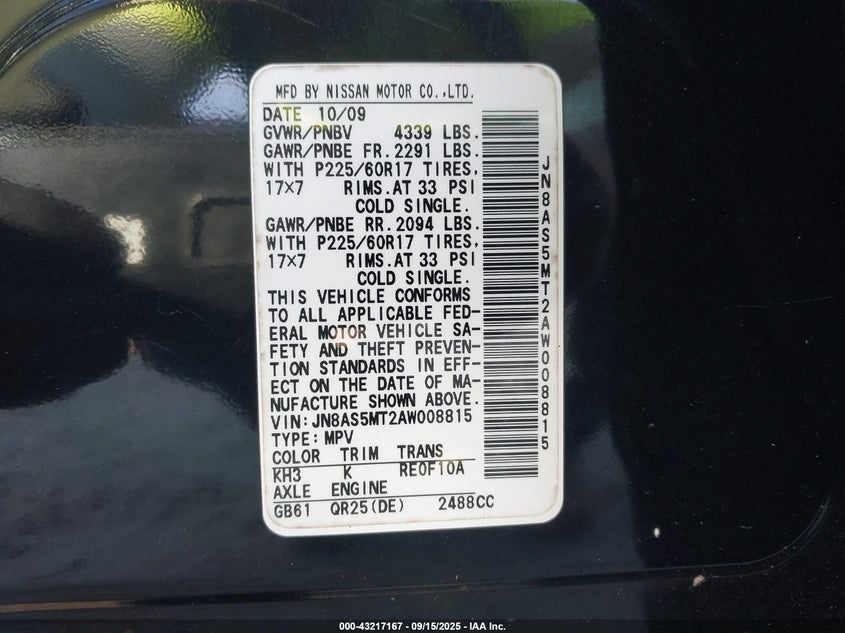 MFD BY NISSAN MOTOR CO.,LTD.
DATE 10/09
GVWR/PNBV 4339 LBS.
GAWR/PNBE FR. 2291 LBS.
WITH P225/60R17 TIRES,
17×7 RIMS. AT 33 PSI
COLD SINGLE.
GAWR/PNBE RR. 2094 LBS.
WITH P225/60R17 TIRES,
17×7 RIMS. AT 33 PSI
COLD SINGLE.
THIS VEHICLE CONFORMS
TO ALL APPLICABLE FED-
ERAL MOTOR VEHICLE SA-
FETY AND THEFT PREVEN-
TION STANDARDS IN EFF-
ECT ON THE DATE OF MA-
NUFACTURE SHOWN ABOVE.
VIN: JN8AS5MT2AW008815
TYPE: MPV
COLOR TRIM TRANS
KH3 K RE0F10A
AXLE ENGINE
GB61 QR25(DE) 2488CC
JN8AS5MT2AW008815
000-43217167 - 09/15/2025 - IAA Inc.